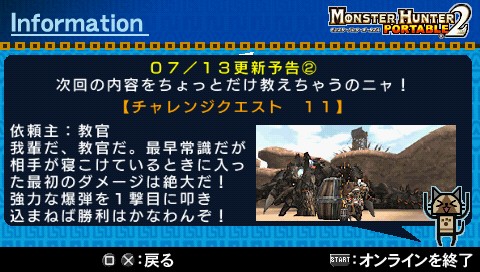 Information
MONSTER HUNTER
PORTABLE 2
07/13更新予告②
次回の内容をちょっとだけ教えちゃうのニャ!
【チャレンジクエスト 11】
依頼主:教官
我輩だ、教官だ。最早常識だが
相手が寝こけているときに入っ
た最初のダメージは絶大だ!
強力な爆弾を1撃目に叩き
込まねば勝利はかなわんぞ!
□ ×:戻る
START:オンラインを終了